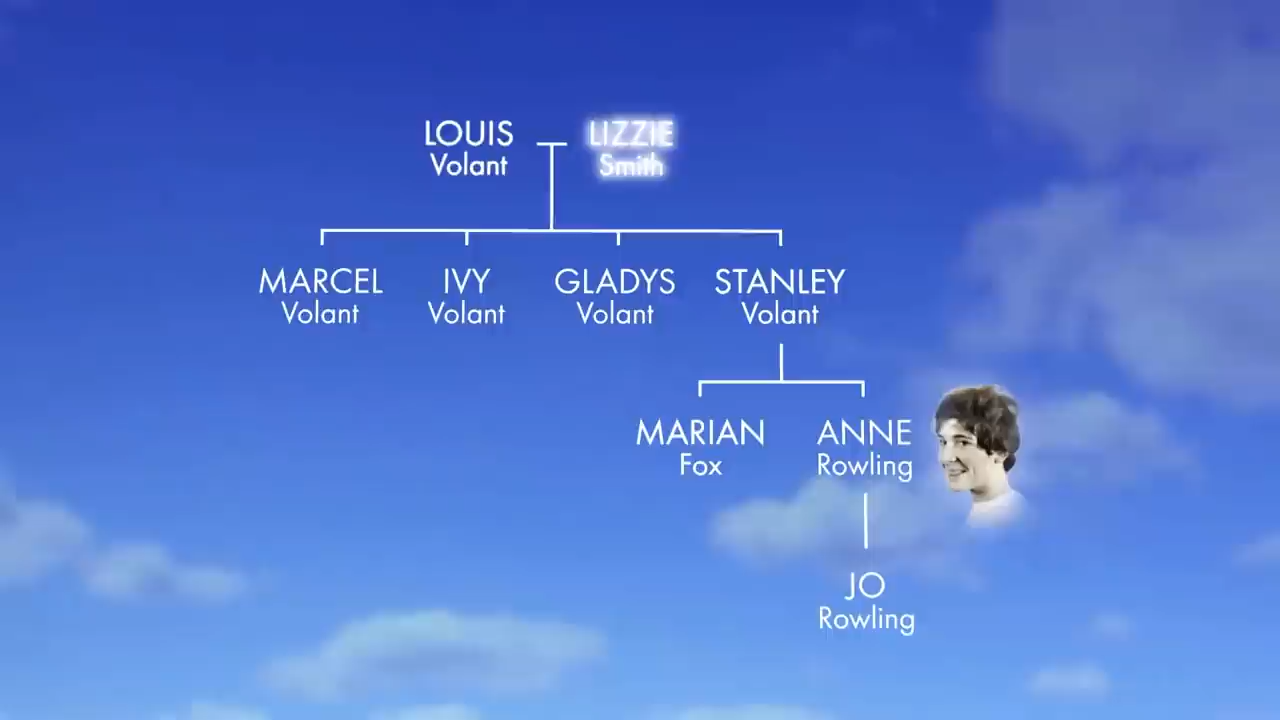 LOUIS
Volant
LIZZIE
Smith
MARCEL
Volant
IVY
Volant
GLADYS
Volant
STANLEY
Volant
MARIAN
Fox
ANNE
Rowling
JO
Rowling